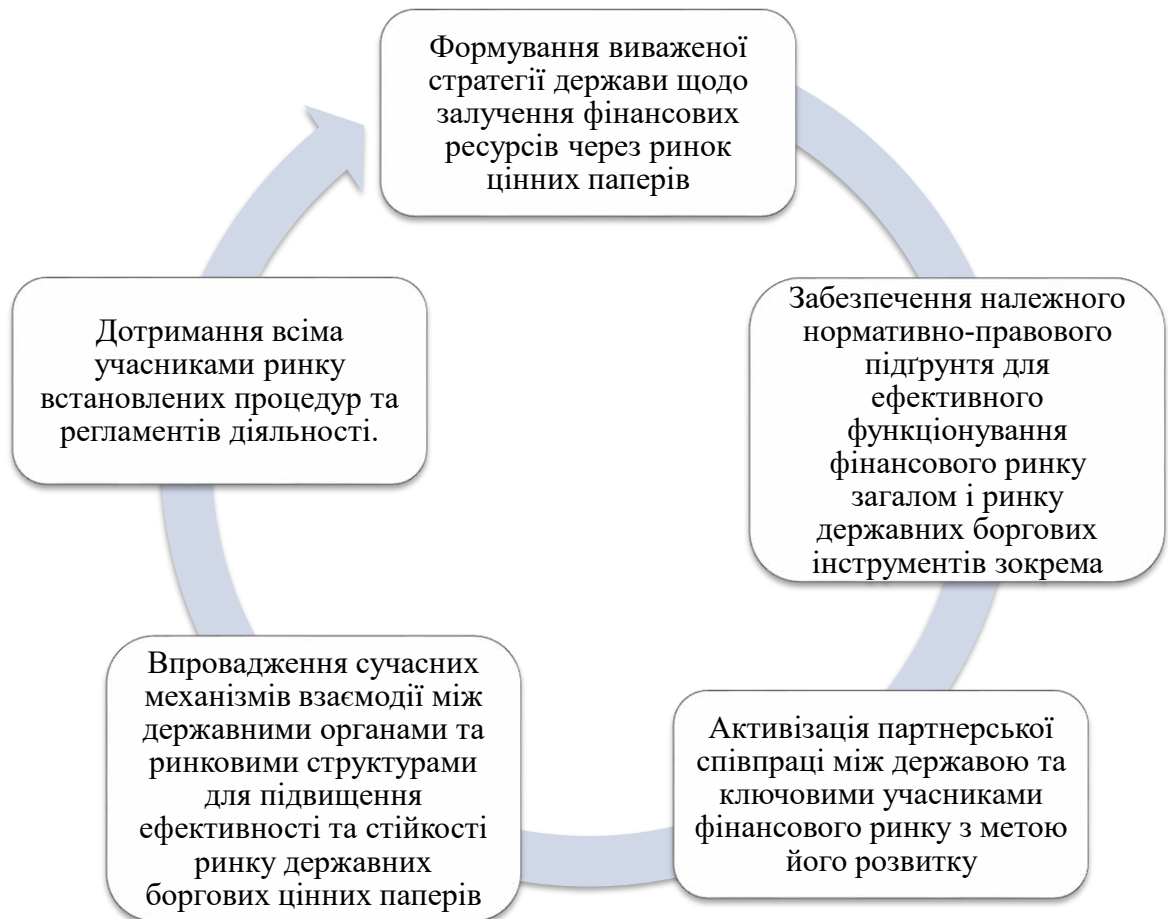 Формування виваженої
стратегії держави щодо
залучення фінансових
ресурсів через ринок
цінних паперів
Забезпечення належного
нормативно-правового
підґрунтя для
ефективного
функціонування
фінансового ринку
загалом і ринку
державних боргових
інструментів зокрема
Активізація партнерської
співпраці між державою та
ключовими учасниками
фінансового ринку з метою
його розвитку
Впровадження сучасних
механізмів взаємодії між
державними органами та
ринковими структурами
для підвищення
ефективності та стійкості
ринку державних
боргових цінних паперів
Дотримання всіма
учасниками ринку
встановлених процедур та
регламентів діяльності.